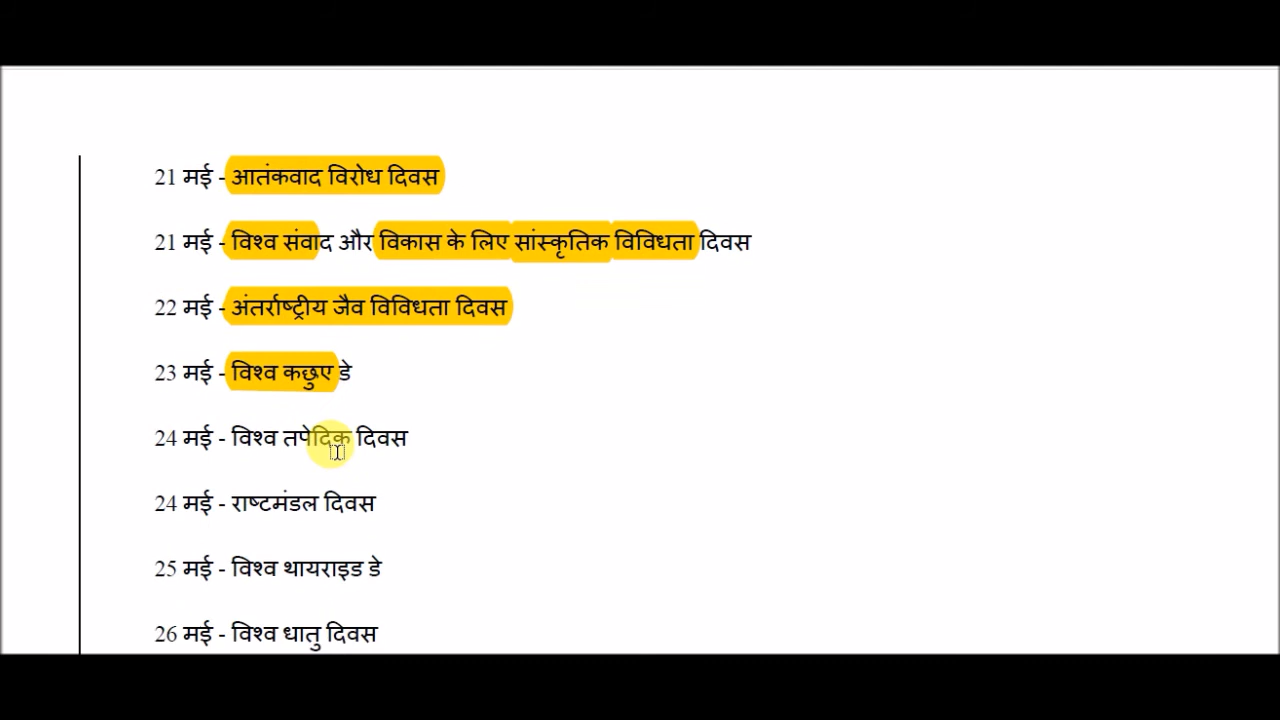 21 मई - आतंकवाद विरोध दिवस
21 मई - विश्व संवाद और विकास के लिए सांस्कृतिक विविधता दिवस
22 मई - अंतर्राष्ट्रीय जैव विविधता दिवस
23 मई - विश्व कछुए डे
24 मई - विश्व तपेदिक दिवस
24 मई - राष्टमंडल दिवस
25 मई - विश्व थायराइड डे
26 मई - विश्व धातु दिवस